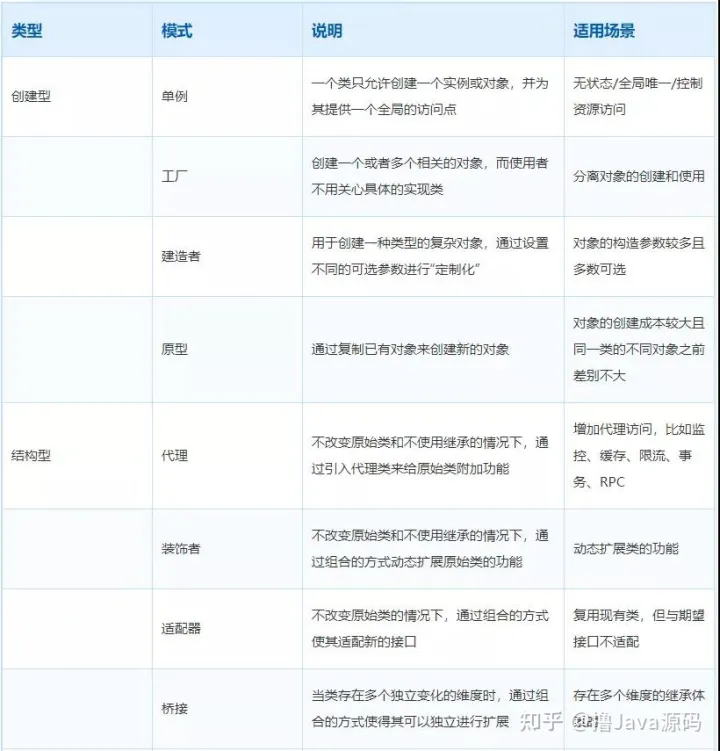 类型 模式 说明 适用场景
创建型 单例 一个类只允许创建一个实例或对象，并为 无状态/全局唯一/控制
其提供一个全局的访问点 资源访问
工厂 创建一个或者多个相关的对象，而使用者 分离对象的创建和使用
不用关心具体的实现类
建造者 用于创建一种类型的复杂对象，通过设置 对象的构造参数较多且
不同的可选参数进行“定制化” 多数可选
原型 通过复制已有对象来创建新的对象 对象的创建成本较大且
同一类的不同对象之前
差别不大
结构型 代理 不改变原始类和不使用继承的情况下，通 增加代理访问，比如监
过引入代理类来给原始类附加功能 控、缓存、限流、事
务、RPC
装饰者 不改变原始类和不使用继承的情况下，通 动态扩展类的功能
过组合的方式动态扩展原始类的功能
适配器 不改变原始类的情况下，通过组合的方式 复用现有类，但与期望
使其适配新的接口 接口不适配
桥接 当类存在多个独立变化的维度时，通过组 存在多个维度的继承体
合的方式使得其可以独立进行扩展
知乎 @撸Java源码